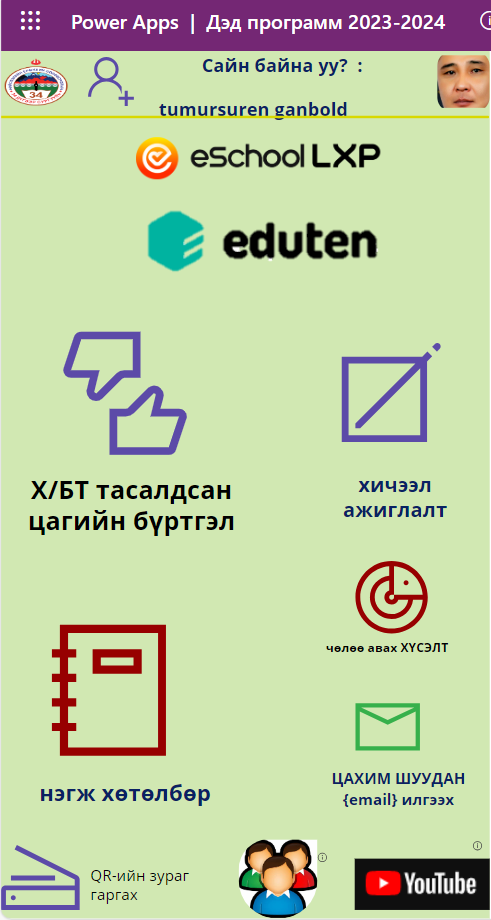 Power Apps | Дэд программ 2023-2024
Сайн байна уу? :
tumursuren ganbold
34
eSchool LXP
eduten
Х/БТ тасалдсан
цагийн бүртгэл
хичээл
ажиглалт
чөлөө авах ХҮСЭЛТ
нэгж хөтөлбөр
ЦАХИМ ШУУДАН
{email} илгээх
QR-ийн зураг
гаргах
YouTube